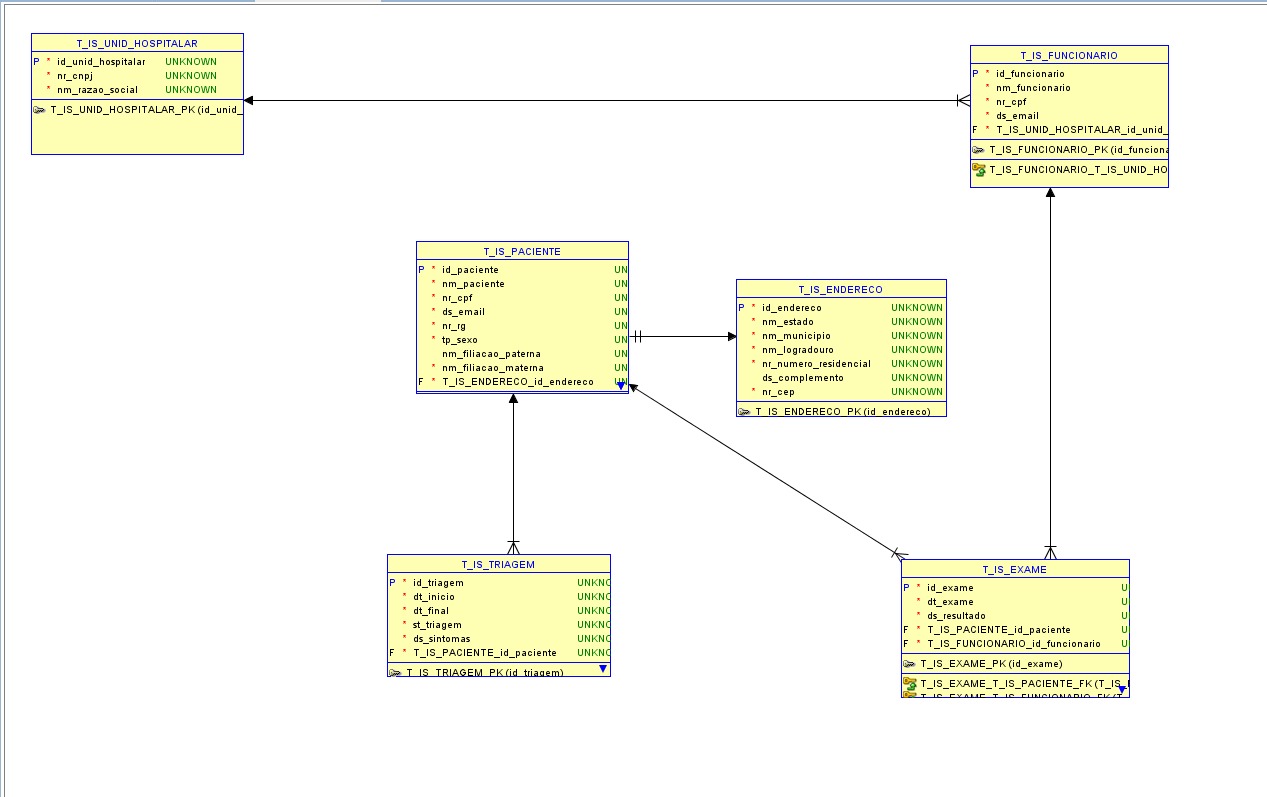 T_IS_UNID_HOSPITALAR
P * id_unid_hospitalar UNKNOWN
* nr_cnpj UNKNOWN
* nm_razao_social UNKNOWN
T_IS_UNID_HOSPITALAR_PK (id_unid_
T_IS_FUNCIONARIO
P * id_funcionario
* nm_funcionario
* nr_cpf
* ds_email
F * T_IS_UNID_HOSPITALAR_id_unid_
T_IS_FUNCIONARIO_PK (id_funciona
T_IS_FUNCIONARIO_T_IS_UNID_HO
T_IS_PACIENTE
P * id_paciente UN
* nm_paciente UN
* nr_cpf UN
* ds_email UN
* nr_rg UN
* tp_sexo UN
nm_filiacao_paterna UN
* nm_filiacao_materna UN
F * T_IS_ENDERECO_id_endereco UN
T_IS_ENDERECO
P * id_endereco UNKNOWN
* nm_estado UNKNOWN
* nm_municipio UNKNOWN
* nm_logradouro UNKNOWN
* nr_numero_residencial UNKNOWN
ds_complemento UNKNOWN
* nr_cep UNKNOWN
T_IS_ENDERECO_PK (id_endereco)
T_IS_TRIAGEM
P * id_triagem UNKNO
* dt_inicio UNKNO
* dt_final UNKNO
* st_triagem UNKNO
* ds_sintomas UNKNO
F * T_IS_PACIENTE_id_paciente UNKNO
T_IS_TRIAGEM_PK (id_triagem)
T_IS_EXAME
P * id_exame U
* dt_exame U
* ds_resultado U
F * T_IS_PACIENTE_id_paciente U
F * T_IS_FUNCIONARIO_id_funcionario U
T_IS_EXAME_PK (id_exame)
T_IS_EXAME_T_IS_PACIENTE_FK (T_IS_
T_IS_EXAME_T_IS_FUNCIONARIO_FK (T